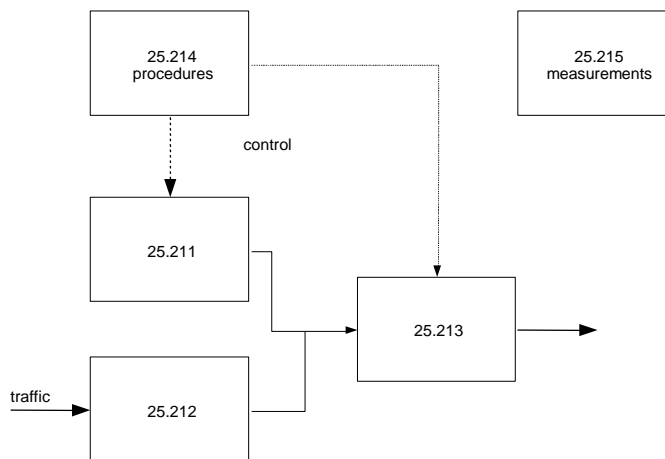 25.214
procedures
25.215
measurements
control
25.211
25.213
traffic
25.212